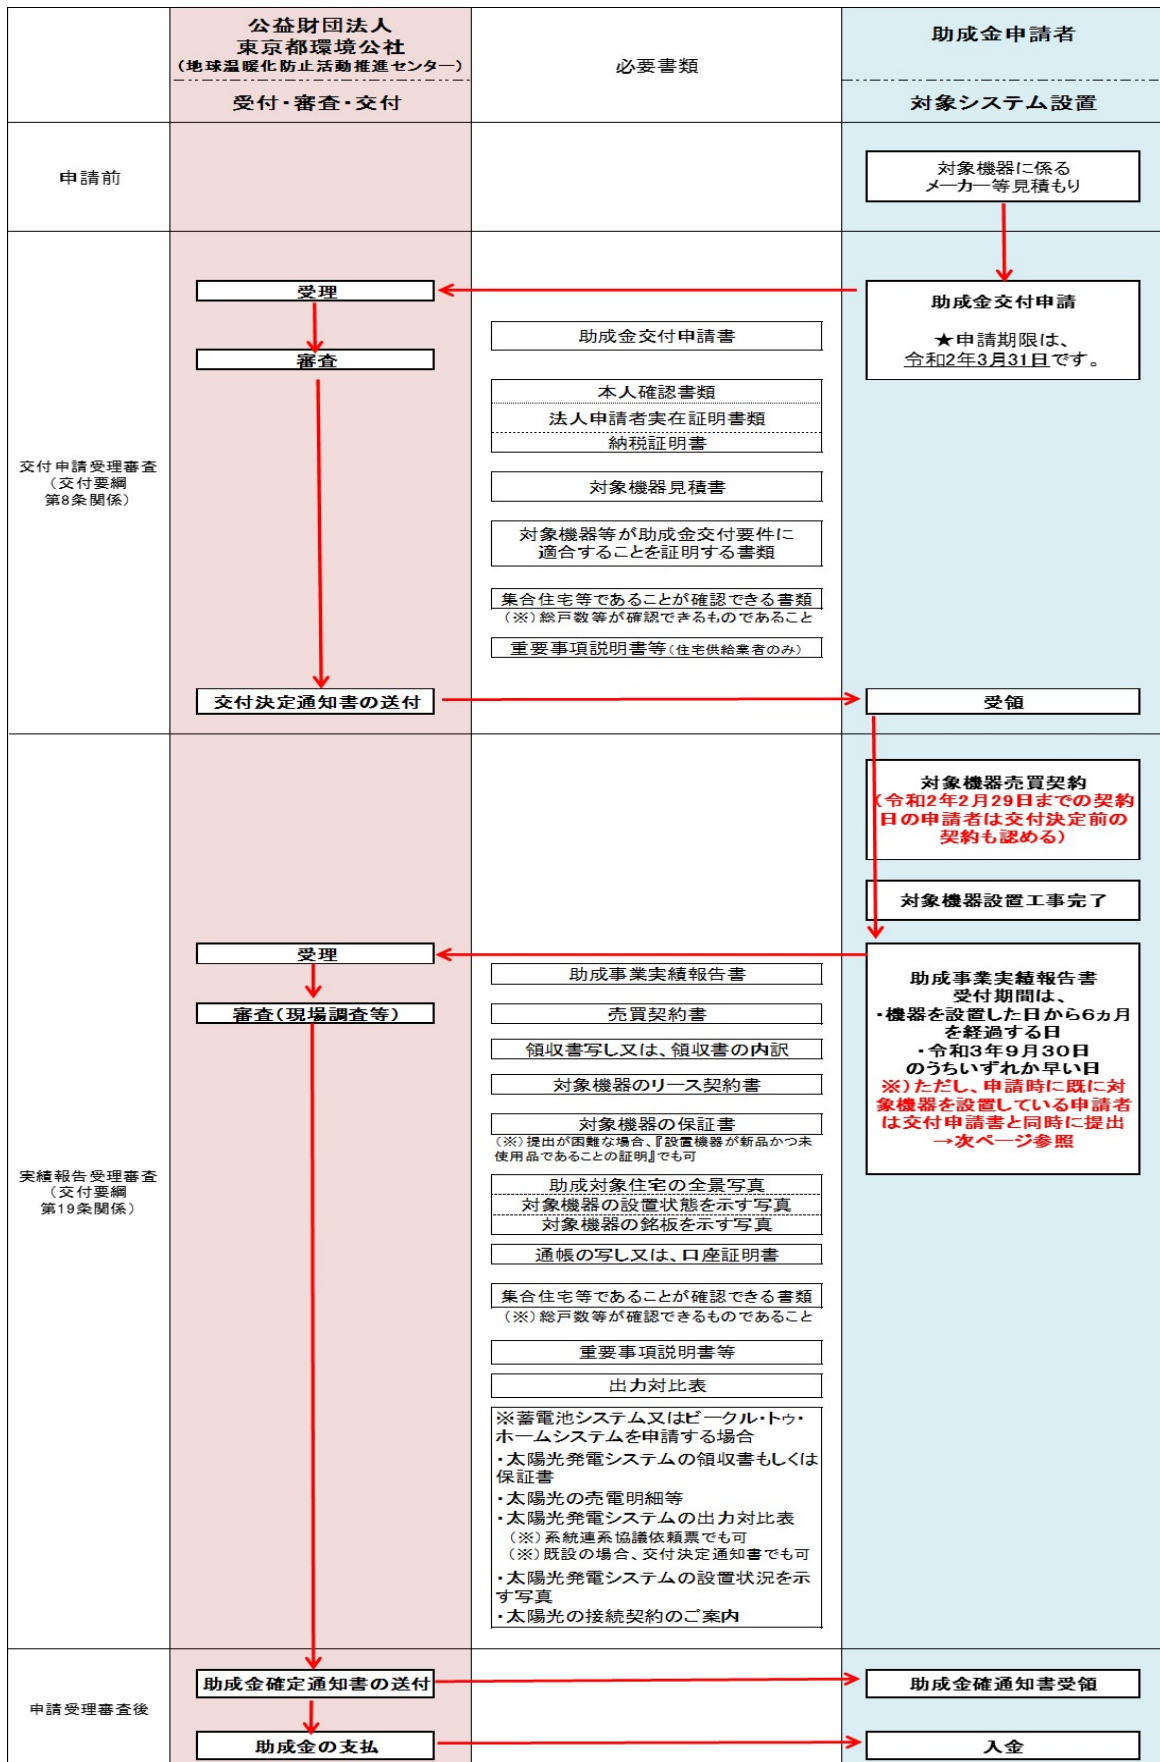 公益財団法人
東京都環境公社
(地球温暖化防止活動推進センター)
受付・審査・交付
必要書類
助成金申請者
対象システム設置
申請前
対象機器に係る
メーカー等見積もり
交付申請受理審査
(交付要綱
第8条関係)
受理
審査
助成金交付申請
★申請期限は、
令和2年3月31日です。
助成金交付申請書
本人確認書類
法人申請者実在証明書類
納税証明書
対象機器見積書
対象機器等が助成金交付要件に
適合することを証明する書類
集合住宅等であることが確認できる書類
(※)総戸数等が確認できるものであること
重要事項説明書等(住宅供給業者のみ)
交付決定通知書の送付
受領
実績報告受理審査
(交付要綱
第19条関係)
対象機器売買契約
(令和2年2月29日までの契約
日の申請者は交付決定前の
契約も認める)
対象機器設置工事完了
受理
審査(現場調査等)
助成事業実績報告書
受付期間は、
・機器を設置した日から6ヵ月
を経過する日
・令和3年9月30日
のうちいずれか早い日
※)ただし、申請時に既に対
象機器を設置している申請者
は交付申請書と同時に提出
→次ページ参照
助成事業実績報告書
売買契約書
領収書写し又は、領収書の内訳
対象機器のリース契約書
対象機器の保証書
(※)提出が困難な場合、『設置機器が新品かつ未
使用品であることの証明』でも可
助成対象住宅の全景写真
対象機器の設置状態を示す写真
対象機器の銘板を示す写真
通帳の写し又は、口座証明書
集合住宅等であることが確認できる書類
(※)総戸数等が確認できるものであること
重要事項説明書等
出力対比表
※蓄電池システム又はビークル・トゥ・
ホームシステムを申請する場合
・太陽光発電システムの領収書もしくは
保証書
・太陽光の売電明細等
・太陽光発電システムの出力対比表
(※)系統連系協議依頼票でも可
(※)既設の場合、交付決定通知書でも可
・太陽光発電システムの設置状況を示
す写真
・太陽光の接続契約のご案内
申請受理審査後
助成金確定通知書の送付
助成金確通知書受領
助成金の支払
入金